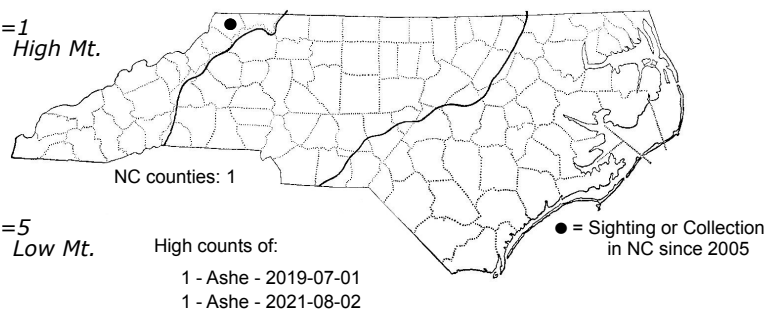 =1
High Mt.
NC counties: 1
=5
Low Mt.
High counts of:
1 - Ashe - 2019-07-01
1 - Ashe - 2021-08-02
● = Sighting or Collection
in NC since 2005